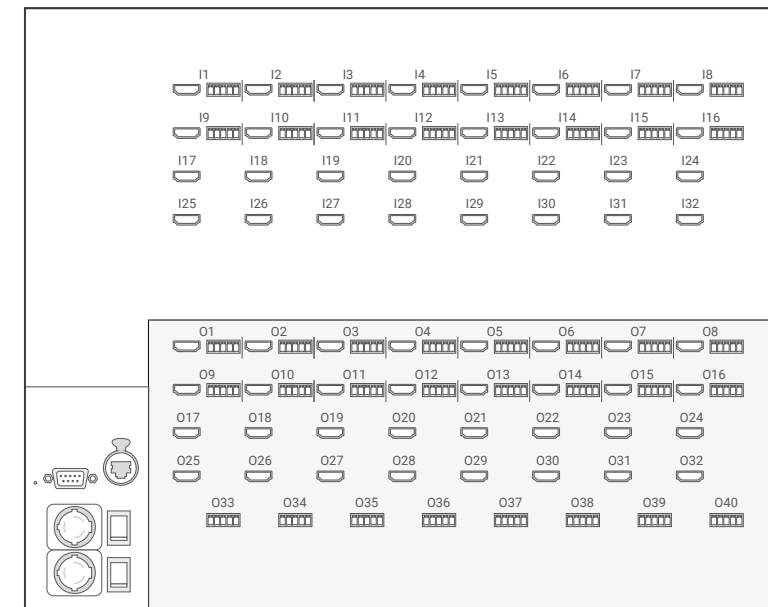 I1 I2 I3 I4 I5 I6 I7 I8
I9 I10 I11 I12 I13 I14 I15 I16
I17 I18 I19 I20 I21 I22 I23 I24
I25 I26 I27 I28 I29 I30 I31 I32
O1 O2 O3 O4 O5 O6 O7 O8
O9 O10 O11 O12 O13 O14 O15 O16
O17 O18 O19 O20 O21 O22 O23 O24
O25 O26 O27 O28 O29 O30 O31 O32
O33 O34 O35 O36 O37 O38 O39 O40